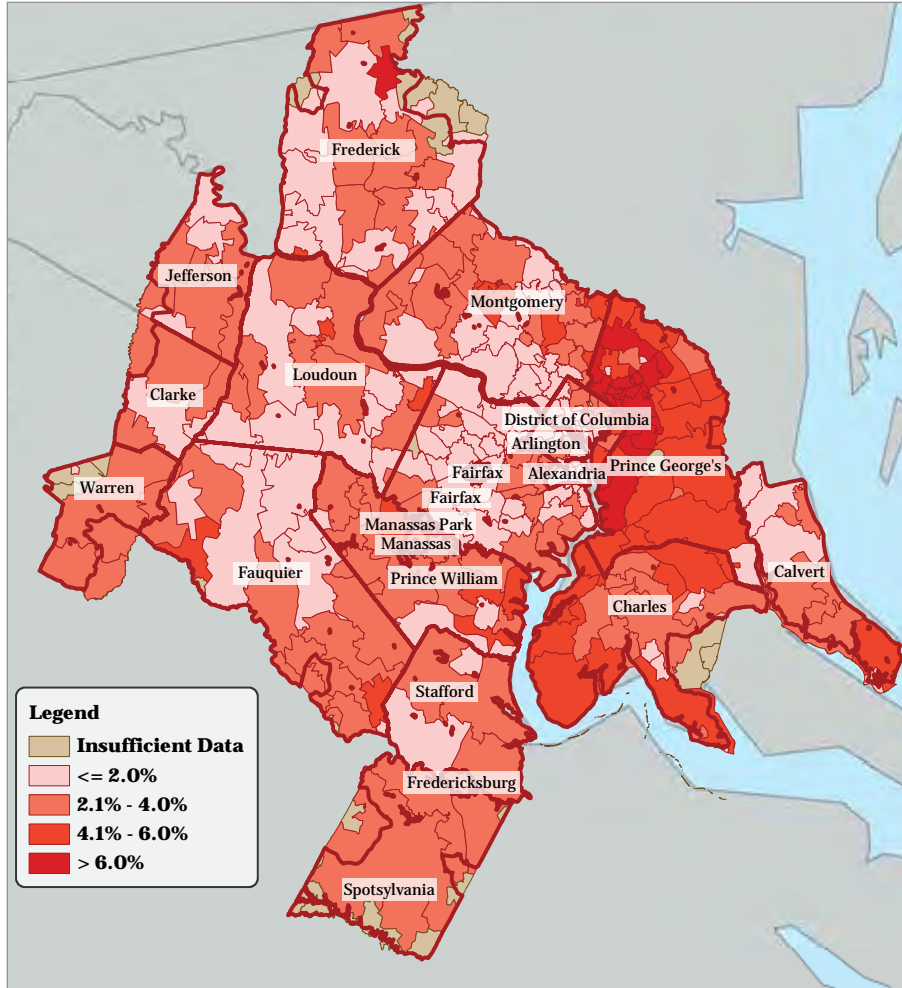 Frederick
Jefferson
Montgomery
Loudoun
Clarke
District of Columbia
Arlington
Prince George's
Fairfax
Alexandria
Warren
Fairfax
Manassas Park
Manassas
Fauquier
Prince William
Calvert
Charles
Stafford
Fredericksburg
Spotsylvania
Legend
Insufficient Data
<= 2.0%
2.1% - 4.0%
4.1% - 6.0%
> 6.0%